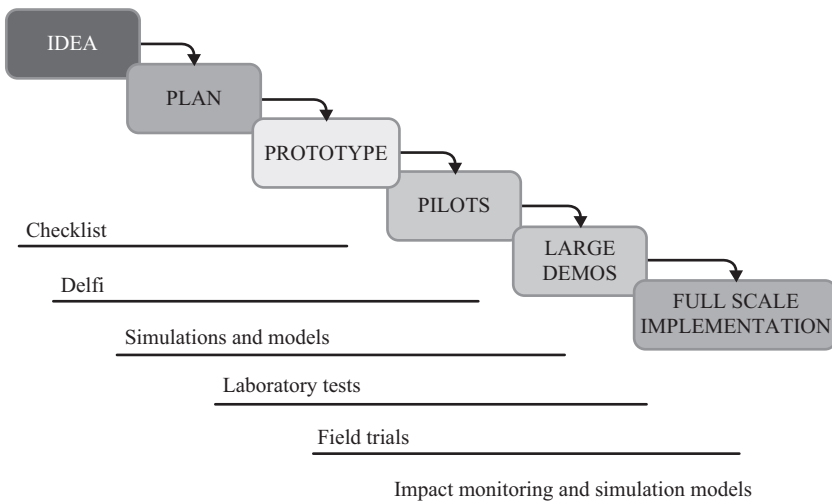 IDEA
PLAN
PROTOTYPE
PILOTS
LARGE
DEMOS
FULL SCALE
IMPLEMENTATION
Checklist
Delfi
Simulations and models
Laboratory tests
Field trials
Impact monitoring and simulation models